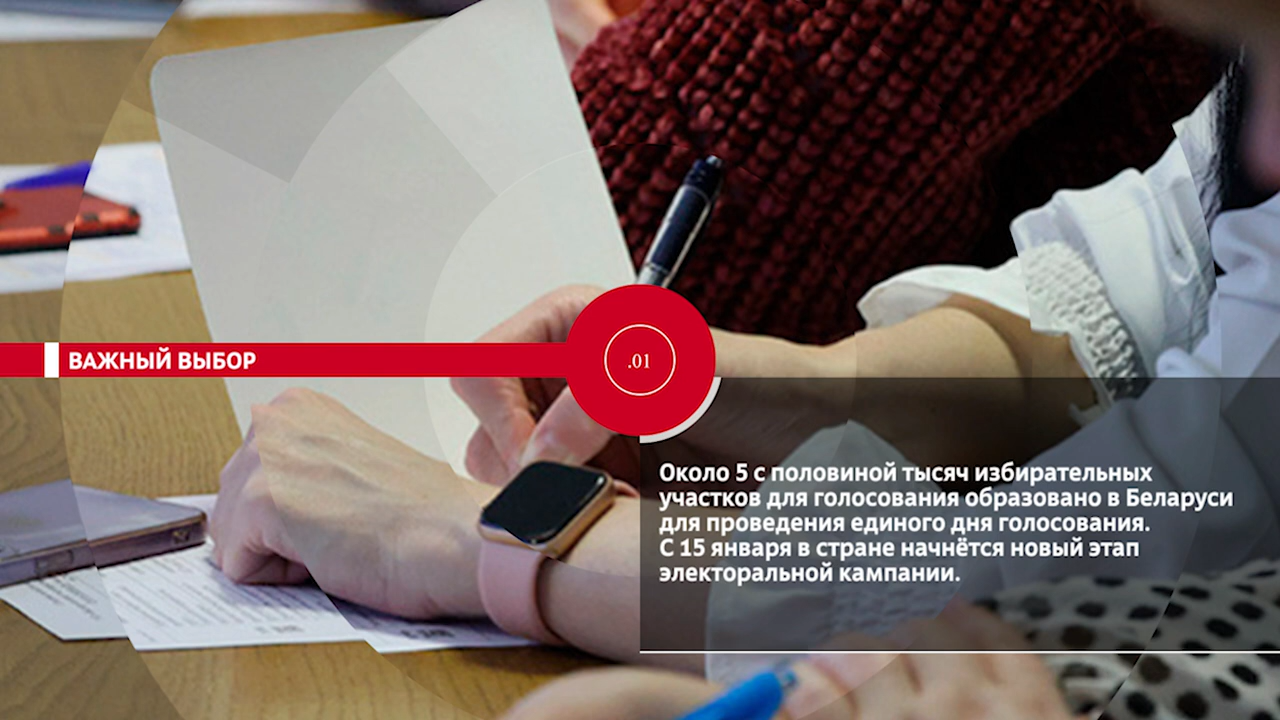 ВАЖНЫЙ ВЫБОР
.01
Около 5 с половиной тысяч избирательных
участков для голосования образовано в Беларуси
для проведения единого дня голосования.
С 15 января в стране начнётся новый этап
электоральной кампании.